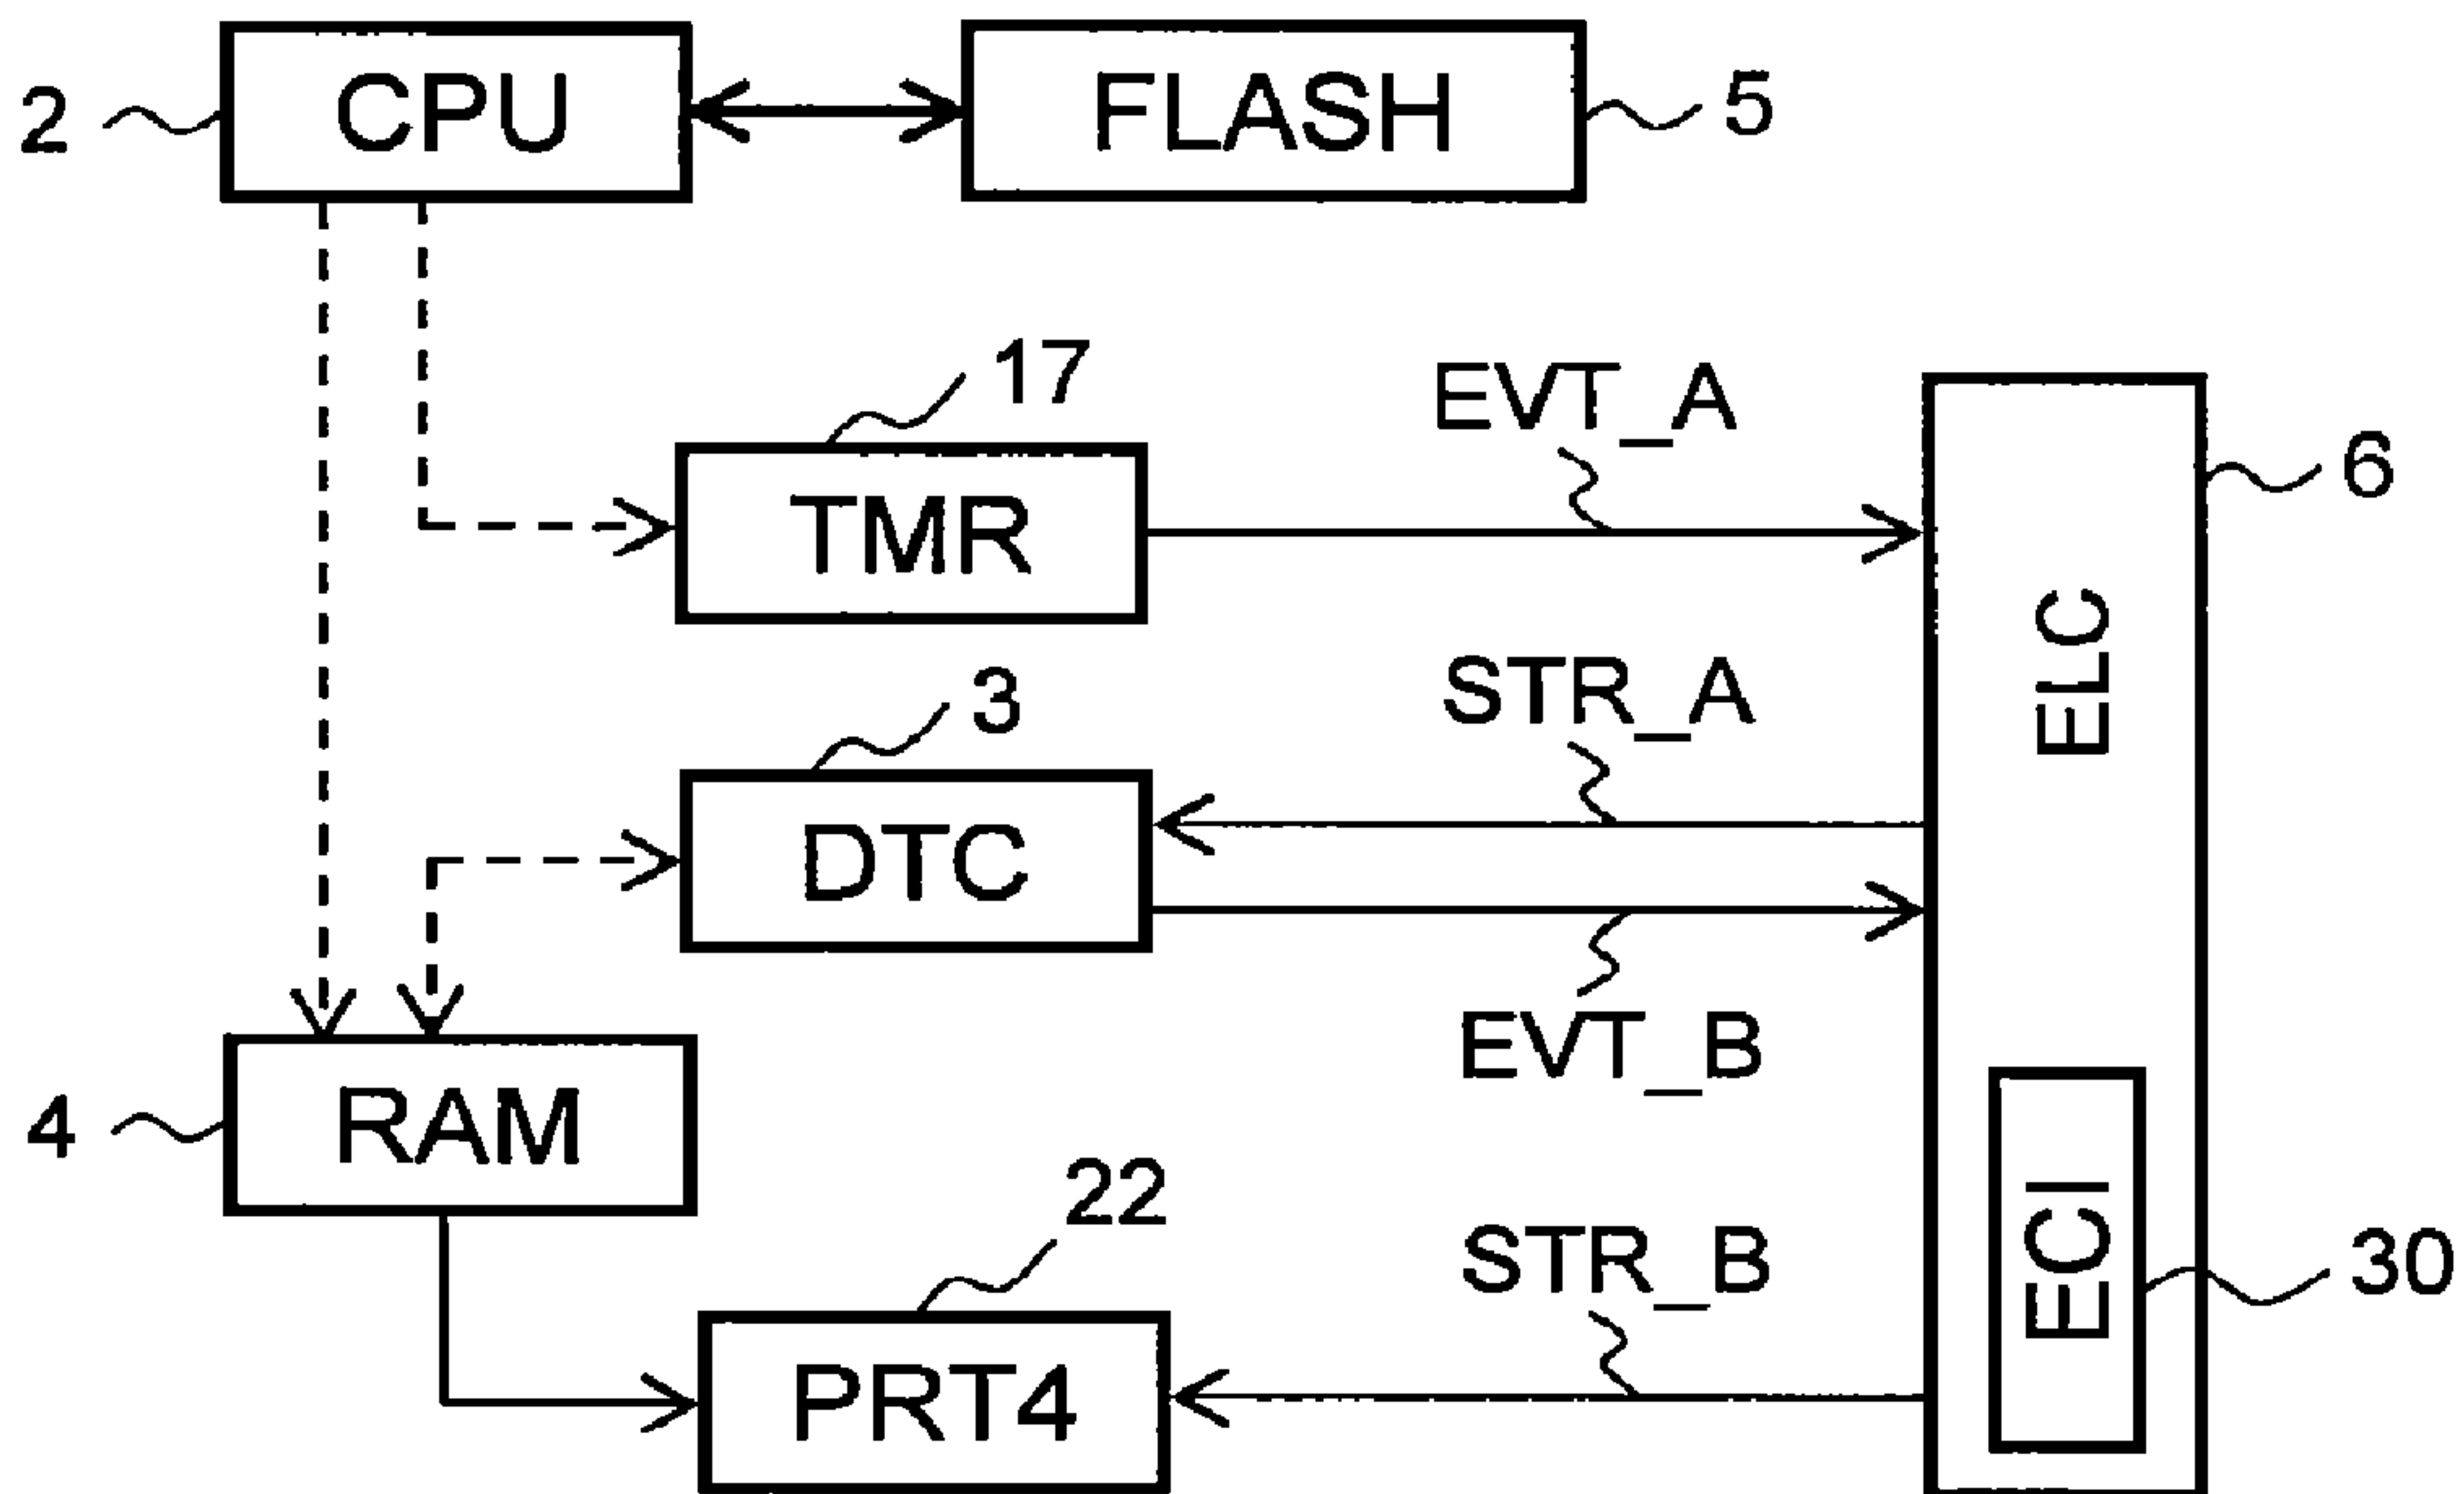 2
CPU
FLASH
5
17
EVT_A
6
TMR
ELC
3
STR_A
DTC
EVT_B
4
RAM
22
STR_B
ECI
30
PRT4